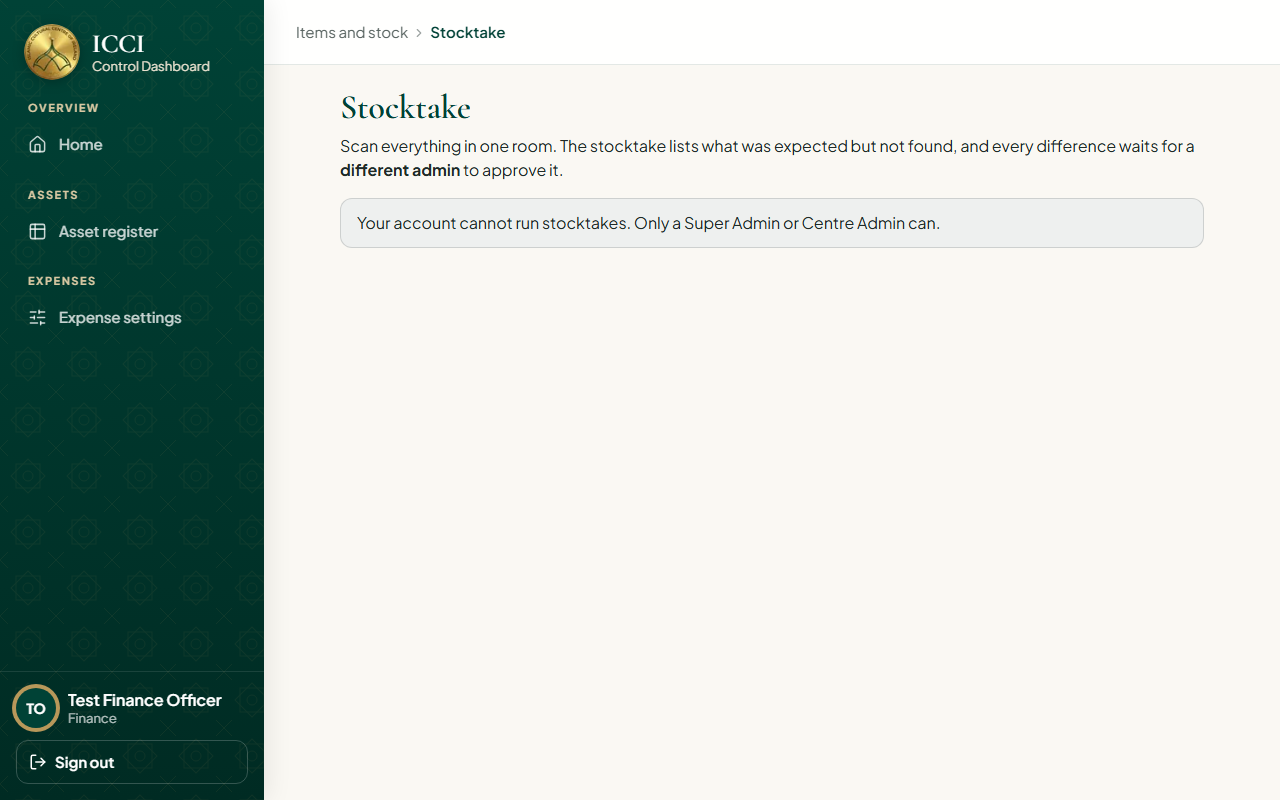 ICCI
Control Dashboard
OVERVIEW
Home
ASSETS
Asset register
EXPENSES
Expense settings
TO
Test Finance Officer
Finance
Sign out
Items and stock > Stocktake
Stocktake
Scan everything in one room. The stocktake lists what was expected but not found, and every difference waits for a
different admin to approve it.
Your account cannot run stocktakes. Only a Super Admin or Centre Admin can.